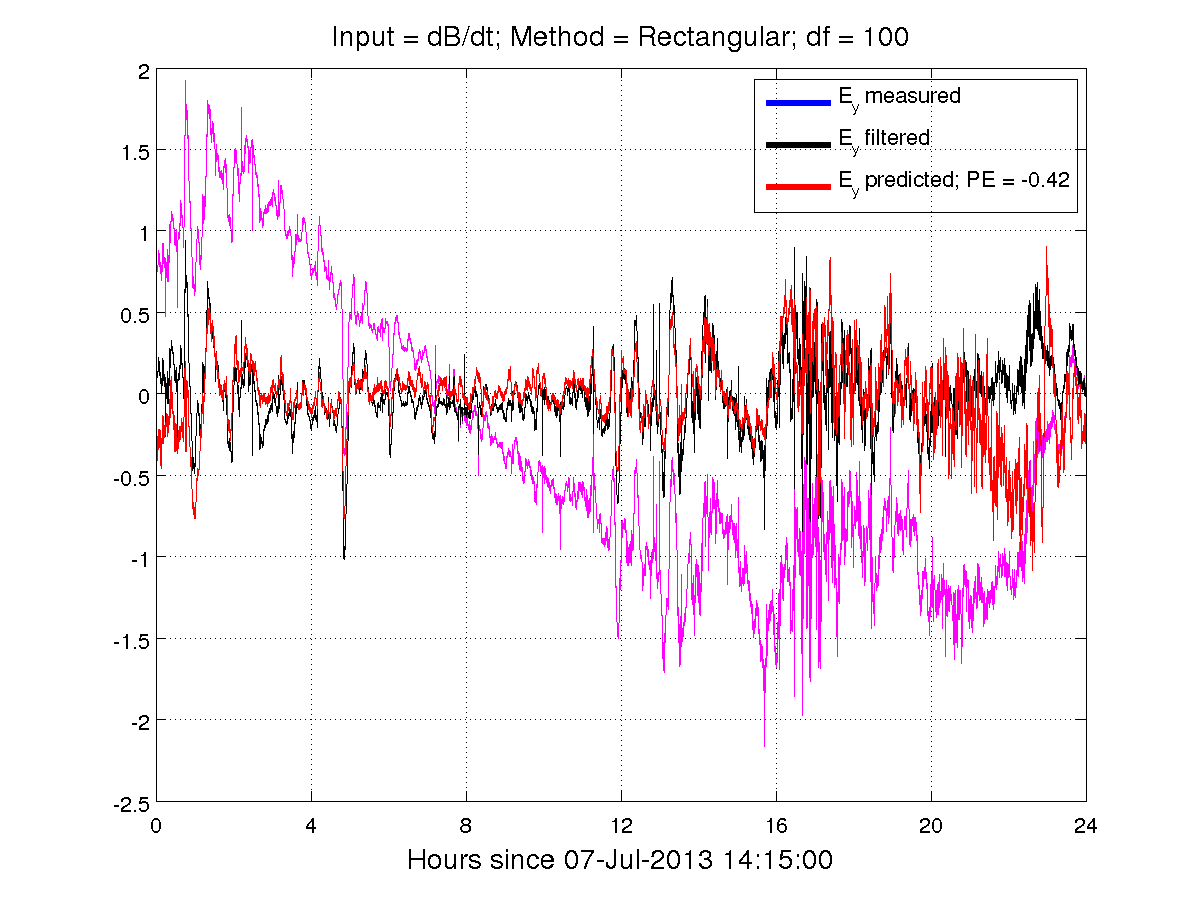 Input = dB/dt; Method = Rectangular; df = 100
2
1.5
1
0.5
0
-0.5
-1
-1.5
-2
-2.5
E_y measured
E_y filtered
E_y predicted; PE = -0.42
0 4 8 12 16 20 24
Hours since 07-Jul-2013 14:15:00